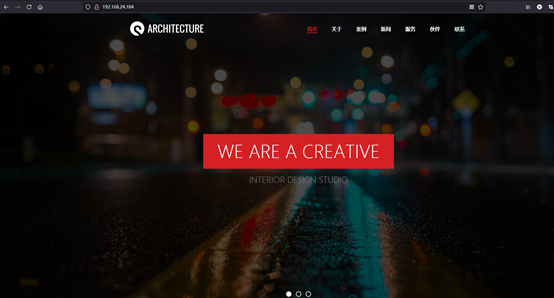 192.168.24.184
ARCHITECTURE
首页 关于 案例 新闻 服务 伙伴 联系
WE ARE A CREATIVE
INTERIOR DESIGN STUDIO